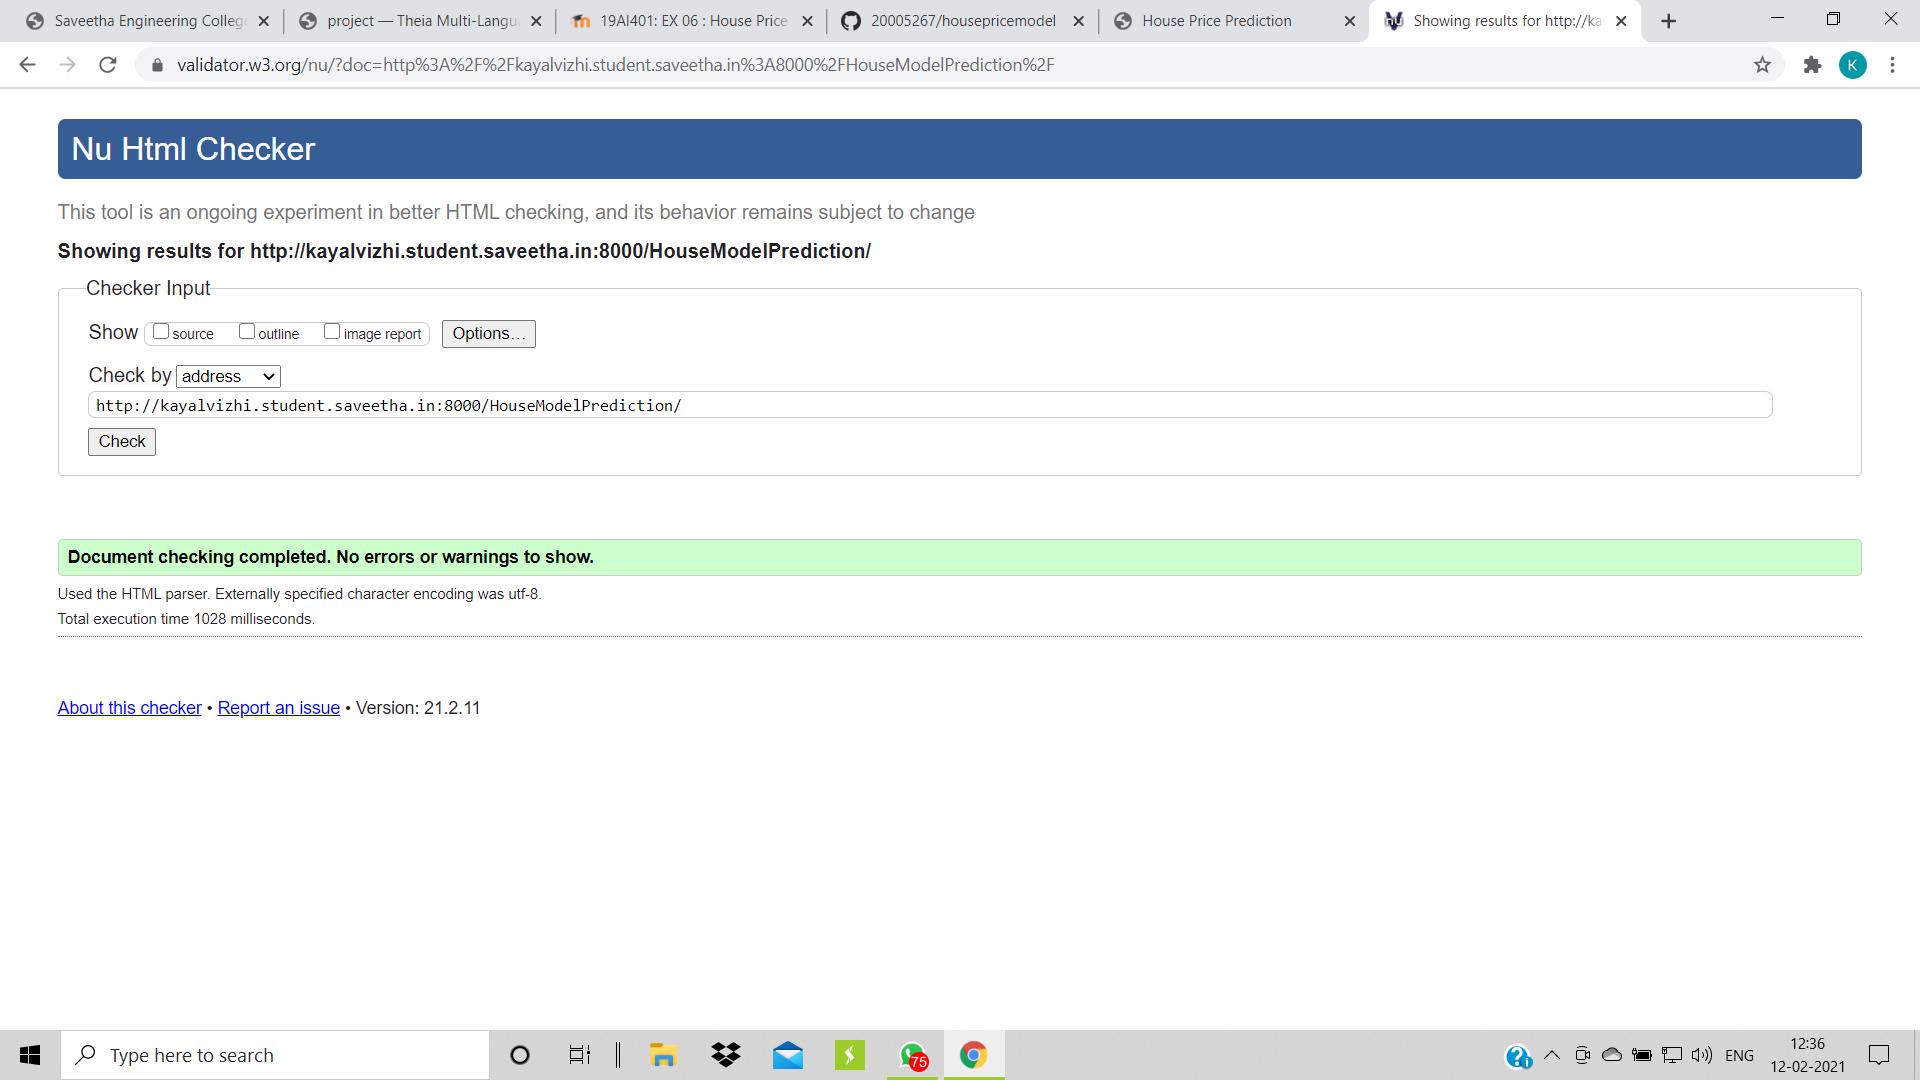 Saveetha Engineering Colleg
project — Theia Multi-Langu
19AI401: EX 06 : House Price
20005267/housepricemodel
House Price Prediction
Showing results for http://ka
validator.w3.org/nu/?doc=http%3A%2F%2Fkayalvizhi.student.saveetha.in%3A8000%2FHouseModelPrediction%2F
K
Nu Html Checker
This tool is an ongoing experiment in better HTML checking, and its behavior remains subject to change
Showing results for http://kayalvizhi.student.saveetha.in:8000/HouseModelPrediction/
Checker Input
Show source outline image report Options...
Check by address
http://kayalvizhi.student.saveetha.in:8000/HouseModelPrediction/
Check
Document checking completed. No errors or warnings to show.
Used the HTML parser. Externally specified character encoding was utf-8.
Total execution time 1028 milliseconds.
About this checker • Report an issue • Version: 21.2.11
Type here to search
75
ENG
12:36
12-02-2021